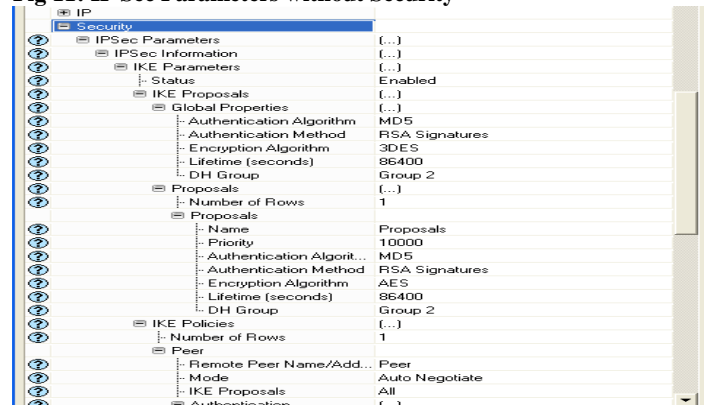 Fig 11: IPSec Parameters without Security
IP
Security
IPSec Parameters (...)
IPSec Information (...)
IKE Parameters (...)
Status Enabled
IKE Proposals (...)
Global Properties (...)
Authentication Algorithm MD5
Authentication Method RSA Signatures
Encryption Algorithm 3DES
Lifetime (seconds) 86400
DH Group Group 2
Proposals (...)
Number of Rows 1
Proposals
Name Proposals
Priority 10000
Authentication Algorit... MD5
Authentication Method RSA Signatures
Encryption Algorithm AES
Lifetime (seconds) 86400
DH Group Group 2
IKE Policies (...)
Number of Rows 1
Peer
Remote Peer Name/Add... Peer
Mode Auto Negotiate
IKE Proposals All
Authentication (...)